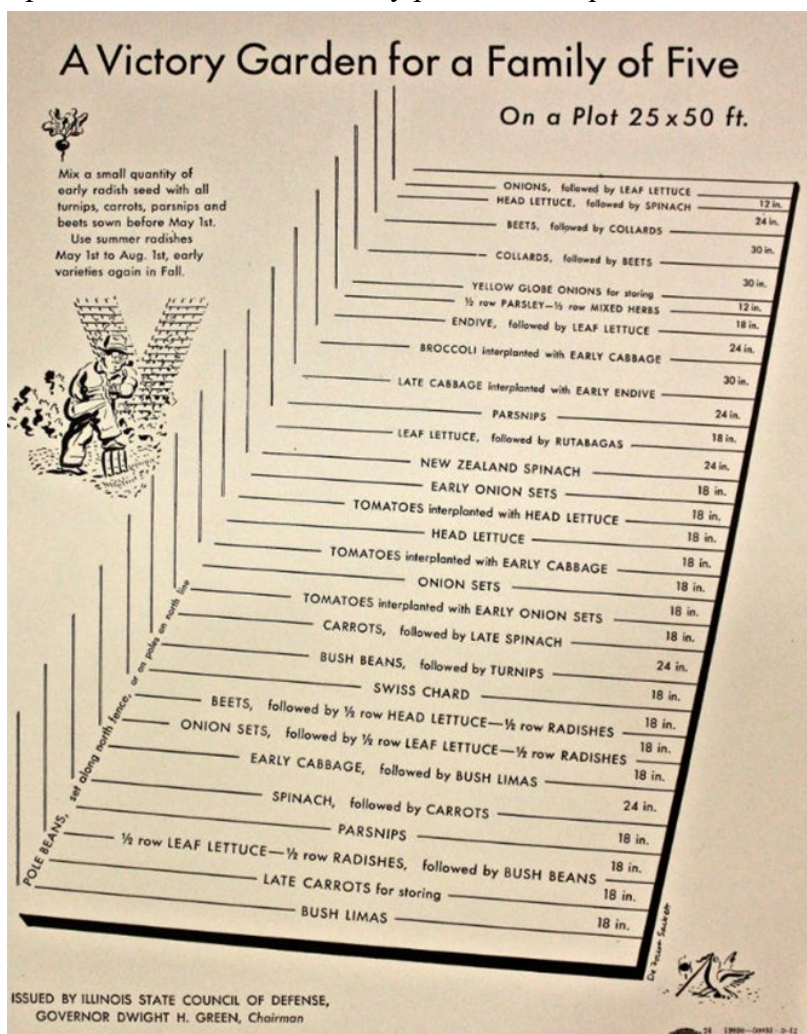 A Victory Garden for a Family of Five
On a Plot 25 x 50 ft.
Mix a small quantity of
early radish seed with all
turnips, carrots, parsnips and
beets sown before May 1st.
Use summer radishes
May 1st to Aug. 1st, early
varieties again in Fall.
ONIONS, followed by LEAF LETTUCE
12 in.
HEAD LETTUCE, followed by SPINACH
24 in.
BEETS, followed by COLLARDS
30 in.
COLLARDS, followed by BEETS
30 in.
YELLOW GLOBE ONIONS for storing
12 in.
½ row PARSLEY—½ row MIXED HERBS
18 in.
ENDIVE, followed by LEAF LETTUCE
24 in.
BROCCOLI interplanted with EARLY CABBAGE
30 in.
LATE CABBAGE interplanted with EARLY ENDIVE
24 in.
PARSNIPS
18 in.
LEAF LETTUCE, followed by RUTABAGAS
24 in.
NEW ZEALAND SPINACH
18 in.
EARLY ONION SETS
18 in.
TOMATOES interplanted with HEAD LETTUCE
18 in.
HEAD LETTUCE
18 in.
TOMATOES interplanted with EARLY CABBAGE
18 in.
ONION SETS
18 in.
TOMATOES interplanted with EARLY ONION SETS
18 in.
CARROTS, followed by LATE SPINACH
24 in.
BUSH BEANS, followed by TURNIPS
18 in.
SWISS CHARD
18 in.
BEETS, followed by ½ row HEAD LETTUCE—½ row RADISHES
18 in.
ONION SETS, followed by ½ row LEAF LETTUCE—½ row RADISHES
18 in.
EARLY CABBAGE, followed by BUSH LIMAS
24 in.
SPINACH, followed by CARROTS
18 in.
PARSNIPS
18 in.
½ row LEAF LETTUCE—½ row RADISHES, followed by BUSH BEANS
18 in.
LATE CARROTS for storing
18 in.
BUSH LIMAS
POLE BEANS, set along north fence, or on poles on north line
ISSUED BY ILLINOIS STATE COUNCIL OF DEFENSE,
GOVERNOR DWIGHT H. GREEN, Chairman